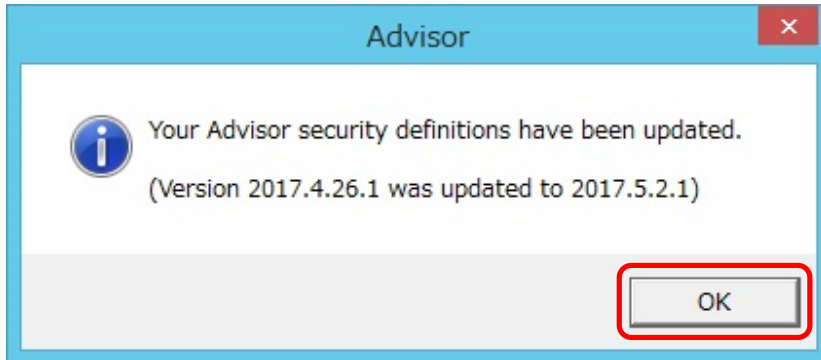 Advisor
Your Advisor security definitions have been updated.
(Version 2017.4.26.1 was updated to 2017.5.2.1)
OK